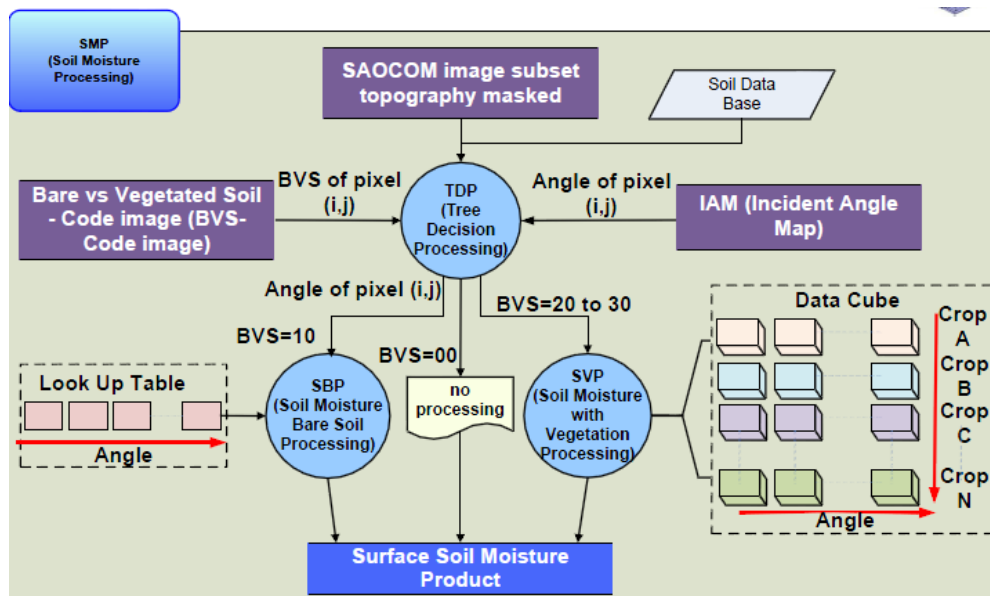 SMP
(Soil Moisture
Processing)
SAOCOM image subset
topography masked
Soil Data
Base
Bare vs Vegetated Soil
- Code image (BVS-
Code image)
BVS of pixel
(i,j)
TDP
(Tree
Decision
Processing)
Angle of pixel
(i,j)
IAM (Incident Angle
Map)
Angle of pixel (i,j)
BVS=10
BVS=00
BVS=20 to 30
Look Up Table
Angle
SBP
(Soil Moisture
Bare Soil
Processing)
no
processing
SVP
(Soil Moisture
with
Vegetation
Processing)
Data Cube
Crop
A
Crop
B
Crop
C
Crop
N
Angle
Surface Soil Moisture
Product